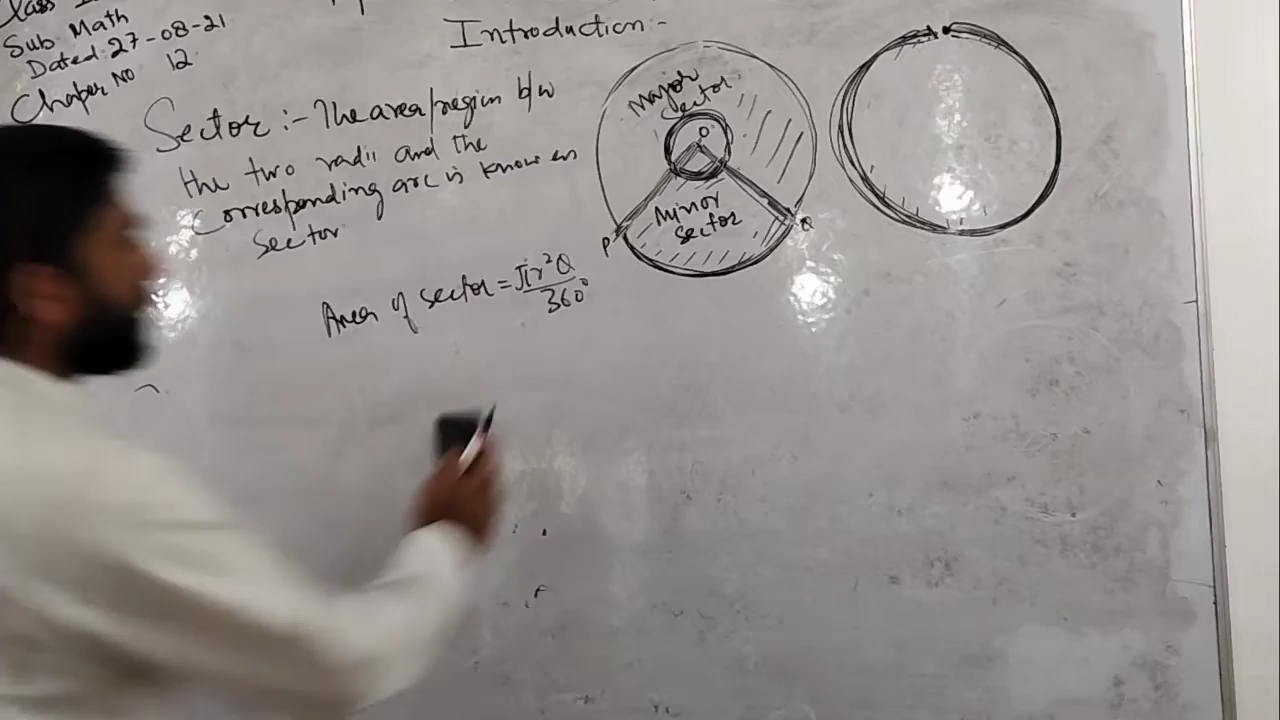 Class
Sub Math
Dated 27-08-21
Chaper No 12
Introduction:-
Sector:- The area/region b/w
the two radii and the
Corresponding arc is known as
Sector
Area of sector = πr²θ
360°
Major
Sector
O
Minor
Sector
P
Q
A